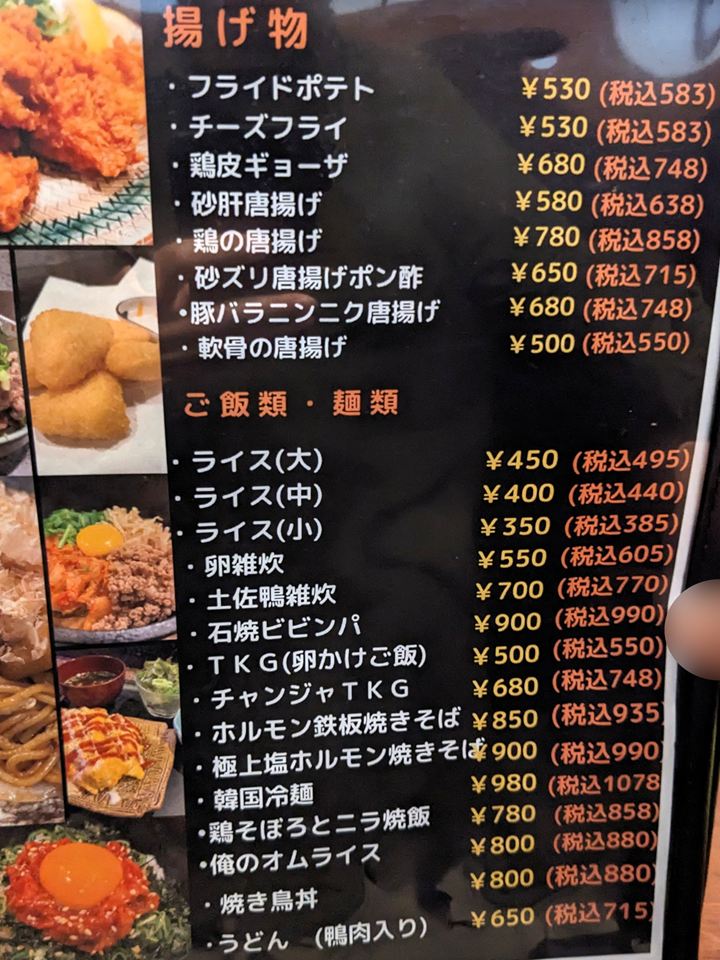 揚げ物
・フライドポテト ¥530 (税込583)
・チーズフライ ¥530 (税込583)
・鶏皮ギョーザ ¥680 (税込748)
・砂肝唐揚げ ¥580 (税込638)
・鶏の唐揚げ ¥780 (税込858)
・砂ズリ唐揚げポン酢 ¥650 (税込715)
•豚バラニンニク唐揚げ ¥680 (税込748)
・軟骨の唐揚げ ¥500 (税込550)
ご飯類・麺類
・ライス(大) ¥450 (税込495)
・ライス(中) ¥400 (税込440)
・ライス(小) ¥350 (税込385)
・卵雑炊 ¥550 (税込605)
・土佐鴨雑炊 ¥700 (税込770)
・石焼ビビンパ ¥900 (税込990)
・TKG(卵かけご飯) ¥500 (税込550)
・チャンジャTKG ¥680 (税込748)
・ホルモン鉄板焼きそば ¥850 (税込935)
・極上塩ホルモン焼きそば ¥900 (税込990)
・韓国冷麺 ¥980 (税込1078
•鶏そぼろとニラ焼飯 ¥780 (税込858)
•俺のオムライス ¥800 (税込880)
・焼き鳥丼 ¥800 (税込880)
・うどん (鴨肉入り) ¥650 (税込715)